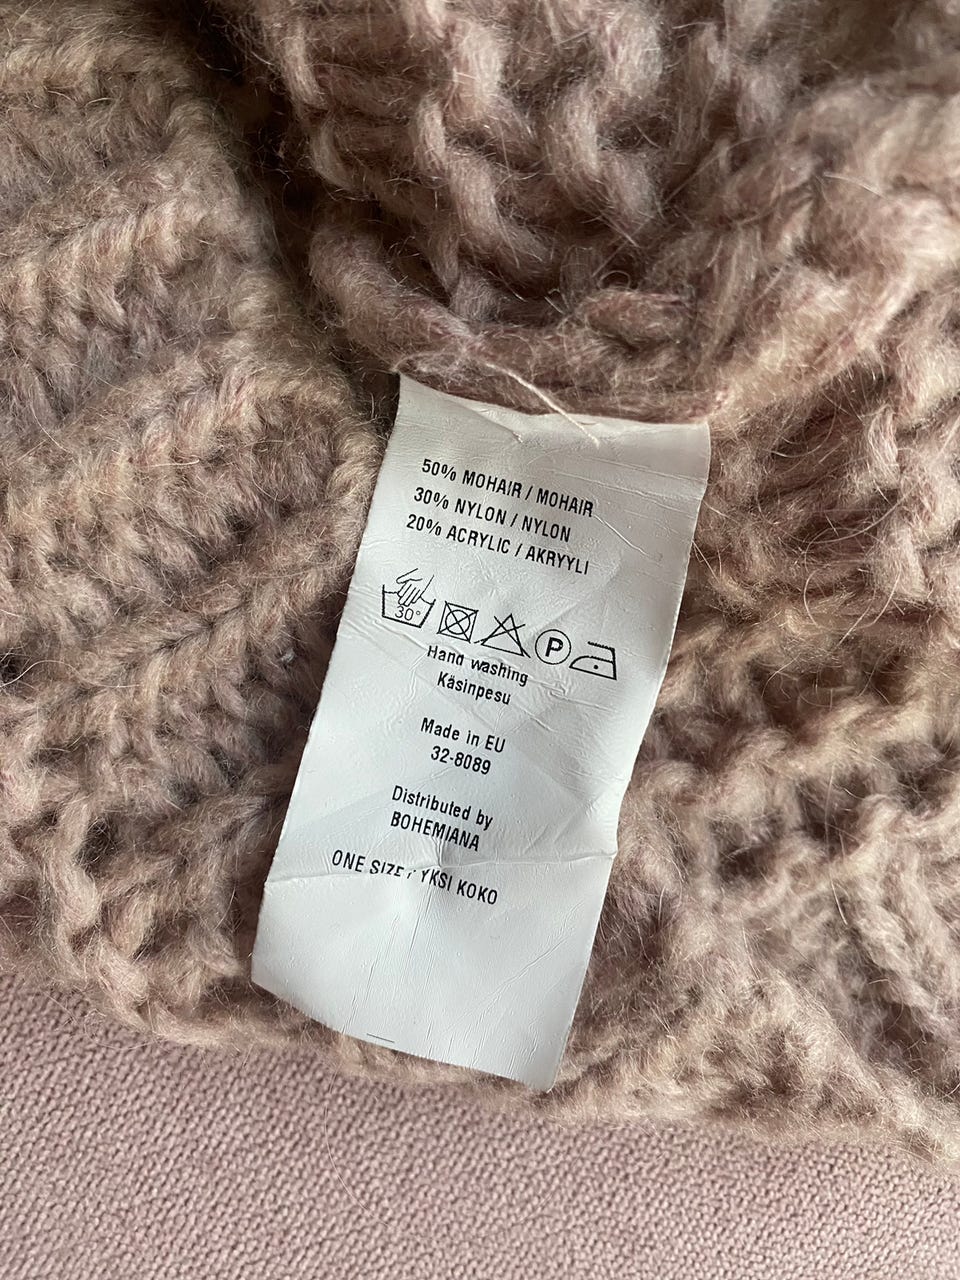 50% MOHAIR / MOHAIR
30% NYLON / NYLON
20% ACRYLIC / AKRYYLI
30° P
Hand washing
Käsinpesu
Made in EU
32-8089
Distributed by
BOHEMIANA
ONE SIZE / YKSI KOKO